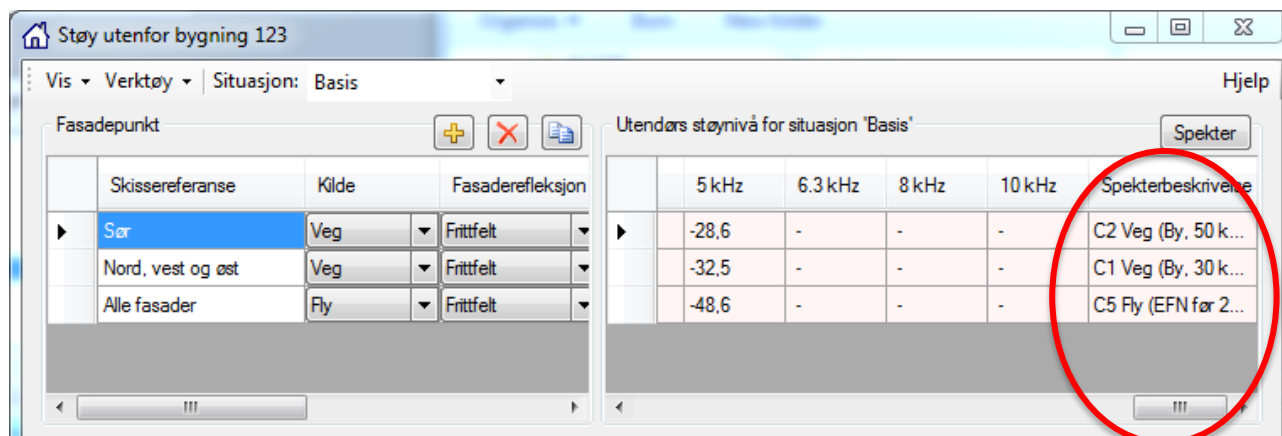 Støy utenfor bygning 123
Vis Verktøy Situasjon: Basis Hjelp
Fasadepunkt Utendørs støynivå for situasjon 'Basis' Spekter
Skissereferanse Kilde Fasaderefleksjon 5 kHz 6.3 kHz 8 kHz 10 kHz Spekterbeskrivelse
Sør Veg Frittfelt -28,6 - - - C2 Veg (By, 50 k...
Nord, vest og øst Veg Frittfelt -32,5 - - - C1 Veg (By, 30 k...
Alle fasader Fly Frittfelt -48,6 - - - C5 Fly (EFN før 2...